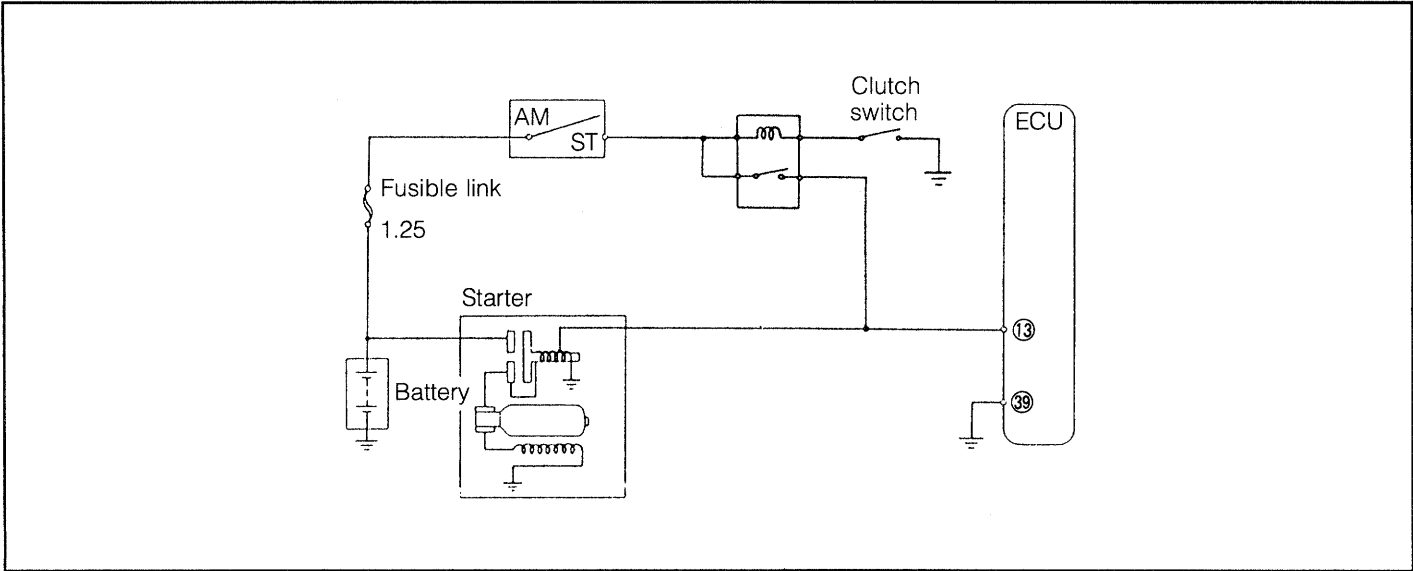 Clutch
switch
AM
ST
ECU
Fusible link
1.25
Starter
13
Battery
39